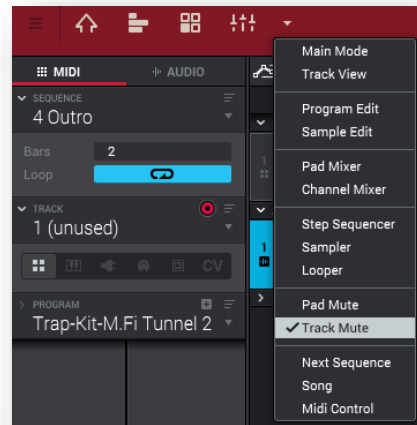 MIDI
AUDIO
SEQUENCE
4 Outro
Bars 2
Loop
TRACK
1 (unused)
CV
PROGRAM
Trap-Kit-M.Fi Tunnel 2
1
1
Main Mode
Track View
Program Edit
Sample Edit
Pad Mixer
Channel Mixer
Step Sequencer
Sampler
Looper
Pad Mute
Track Mute
Next Sequence
Song
Midi Control